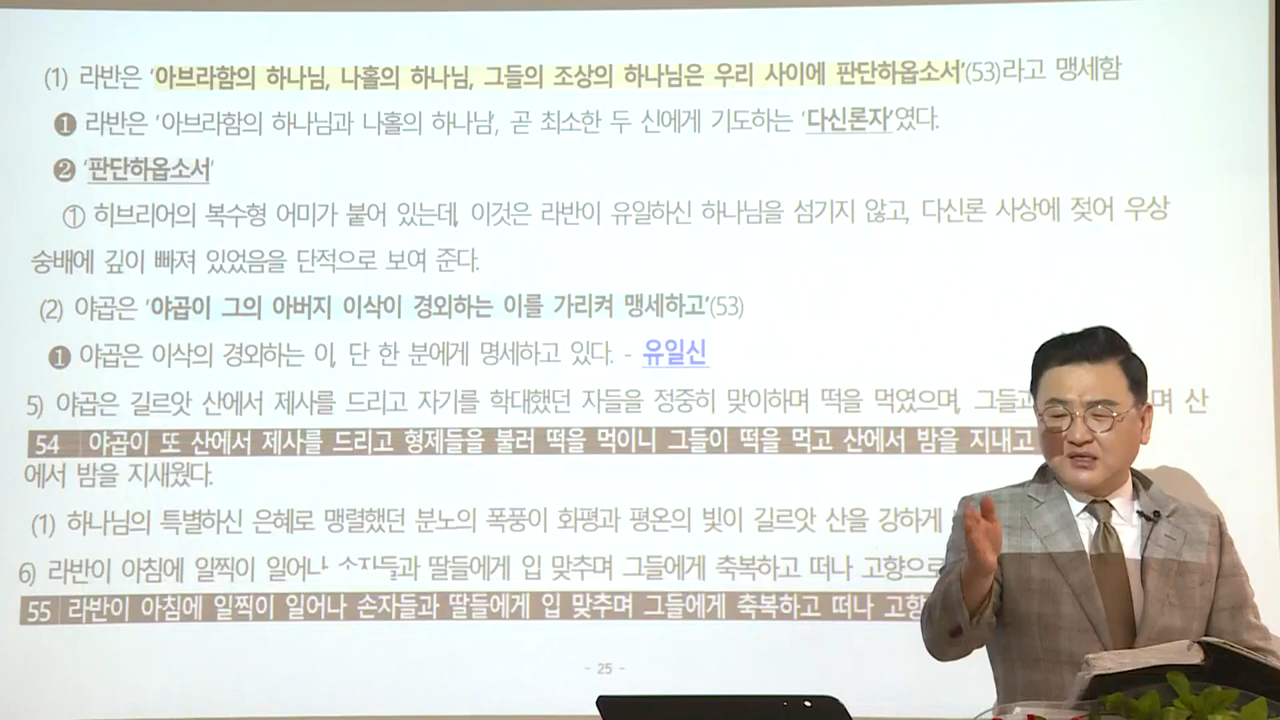 (1) 라반은 '아브라함의 하나님, 나홀의 하나님, 그들의 조상의 하나님은 우리 사이에 판단하옵소서'(53)라고 맹세함
❶ 라반은 '아브라함의 하나님과 나홀의 하나님', 곧 최소한 두 신에게 기도하는 '다신론자'였다.
❷ '판단하옵소서'
① 히브리어의 복수형 어미가 붙어 있는데, 이것은 라반이 유일하신 하나님을 섬기지 않고, 다신론 사상에 젖어 우상
숭배에 깊이 빠져 있었음을 단적으로 보여 준다.
(2) 야곱은 '야곱이 그의 아버지 이삭이 경외하는 이를 가리켜 맹세하고'(53)
❶ 야곱은 이삭의 경외하는 이, 단 한 분에게 명세하고 있다. - 유일신
5) 야곱은 길르앗 산에서 제사를 드리고 자기를 학대했던 자들을 정중히 맞이하며 떡을 먹였으며, 그들 며 산
54 야곱이 또 산에서 제사를 드리고 형제들을 불러 떡을 먹이니 그들이 떡을 먹고 산에서 밤을 지내고
에서 밤을 지새웠다.
(1) 하나님의 특별하신 은혜로 맹렬했던 분노의 폭풍이 화평과 평온의 빛이 길르앗 산을 강하게
6) 라반이 아침에 일찍이 일어나 손자들과 딸들에게 입 맞추며 그들에게 축복하고 떠나 고향으로
55 라반이 아침에 일찍이 일어나 손자들과 딸들에게 입 맞추며 그들에게 축복하고 떠나 고향
- 25 -